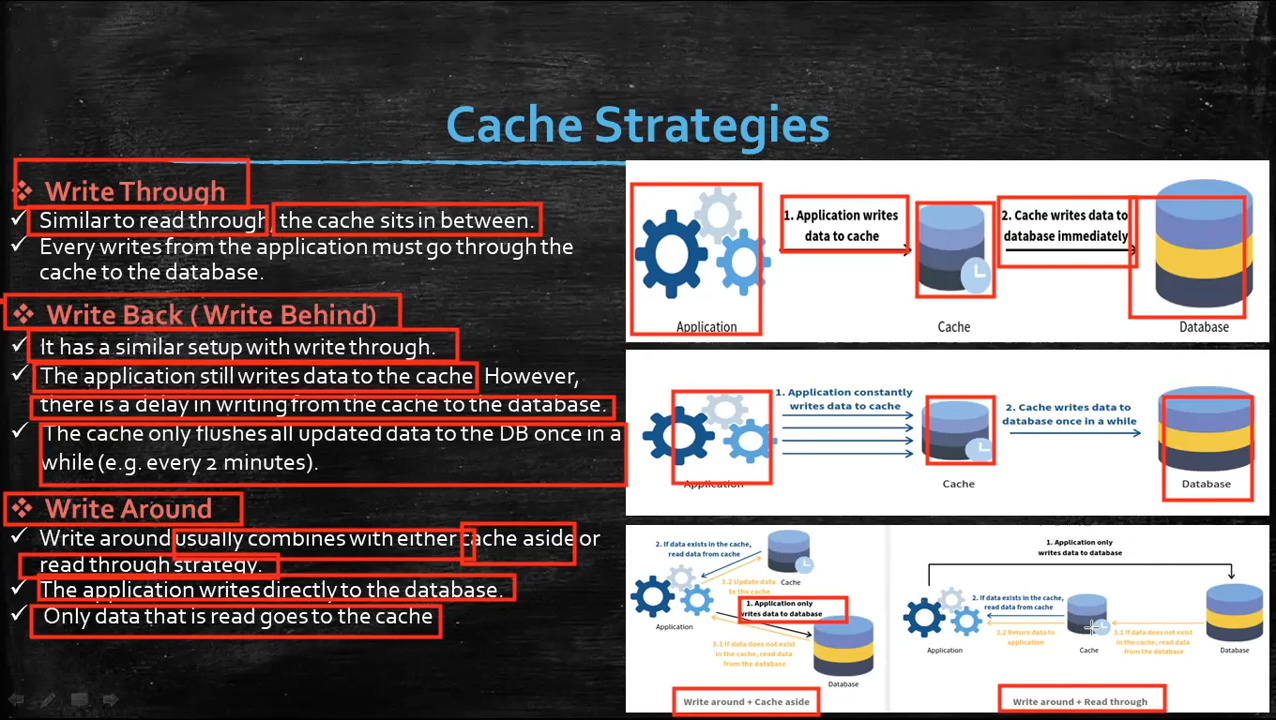 Cache Strategies
Write Through
Similar to read through, the cache sits in between.
Every writes from the application must go through the
cache to the database.
Write Back ( Write Behind)
It has a similar setup with write through.
The application still writes data to the cache. However,
there is a delay in writing from the cache to the database.
The cache only flushes all updated data to the DB once in a
while (e.g. every 2 minutes).
Write Around
Write around usually combines with either cache aside or
read through strategy.
The application writes directly to the database.
Only data that is read goes to the cache
1. Application writes
data to cache
2. Cache writes data to
database immediately
Application
Cache
Database
1. Application constantly
writes data to cache
2. Cache writes data to
database once in a while
Application
Cache
Database
2. If data exists in the cache,
read data from cache
Cache
3.2 Update data
to the cache
1. Application only
writes data to database
Application
3.1 If data does not exist
in the cache, read data
from the database
Database
Write around + Cache aside
1. Application only
writes data to database
2. If data exists in the cache,
read data from cache
3.2 Return data to
application
3.1 If data does not exist
in the cache, read data
from the database
Application
Cache
Database
Write around + Read through